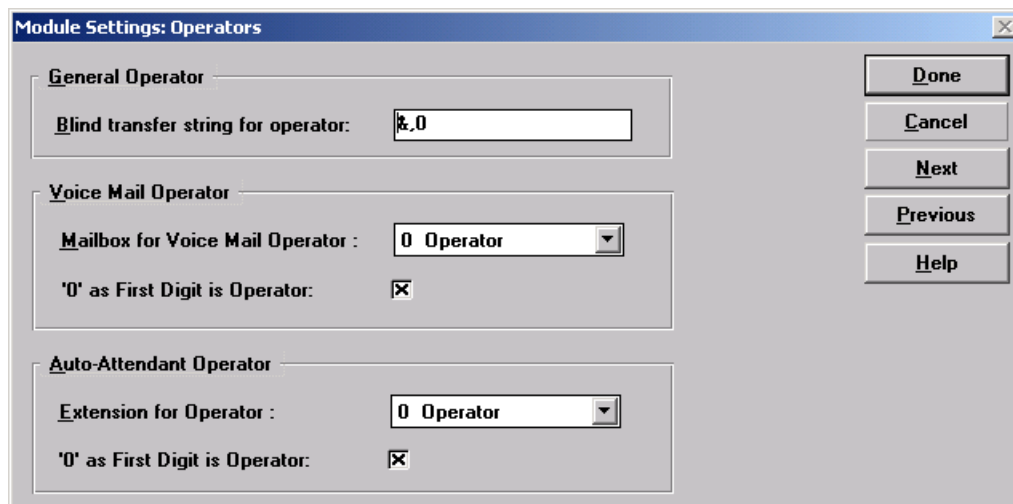 Module Settings: Operators
General Operator
Blind transfer string for operator: &,0
Voice Mail Operator
Mailbox for Voice Mail Operator : 0 Operator
'0' as First Digit is Operator:
Auto-Attendant Operator
Extension for Operator : 0 Operator
'0' as First Digit is Operator:
Done
Cancel
Next
Previous
Help